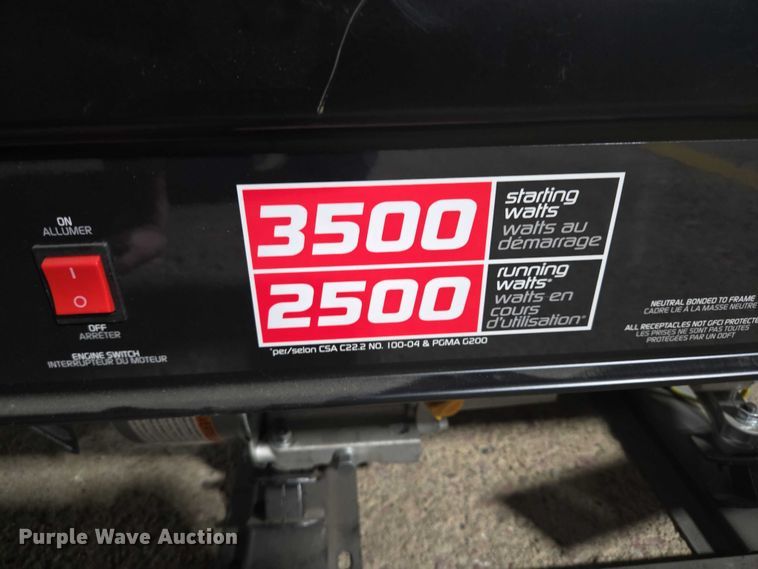 ON
ALLUMER
I
O
OFF
ARRÊTER
ENGINE SWITCH
INTERRUPTEUR DU MOTEUR
3500
starting
watts
watts au
démarrage
2500
running
watts*
watts en
cours
d'utilisation*
*per/selon CSA C22.2 NO. 100-04 & PGMA G200
NEUTRAL BONDED TO FRAME
CADRE LIÉ À LA MASSE NEUTRE
ALL RECEPTACLES NOT GFCI PROTECTE
LES PRISES NE SONT PAS TOUTES
PROTÉGÉES PAR UN DDFT
Purple Wave Auction